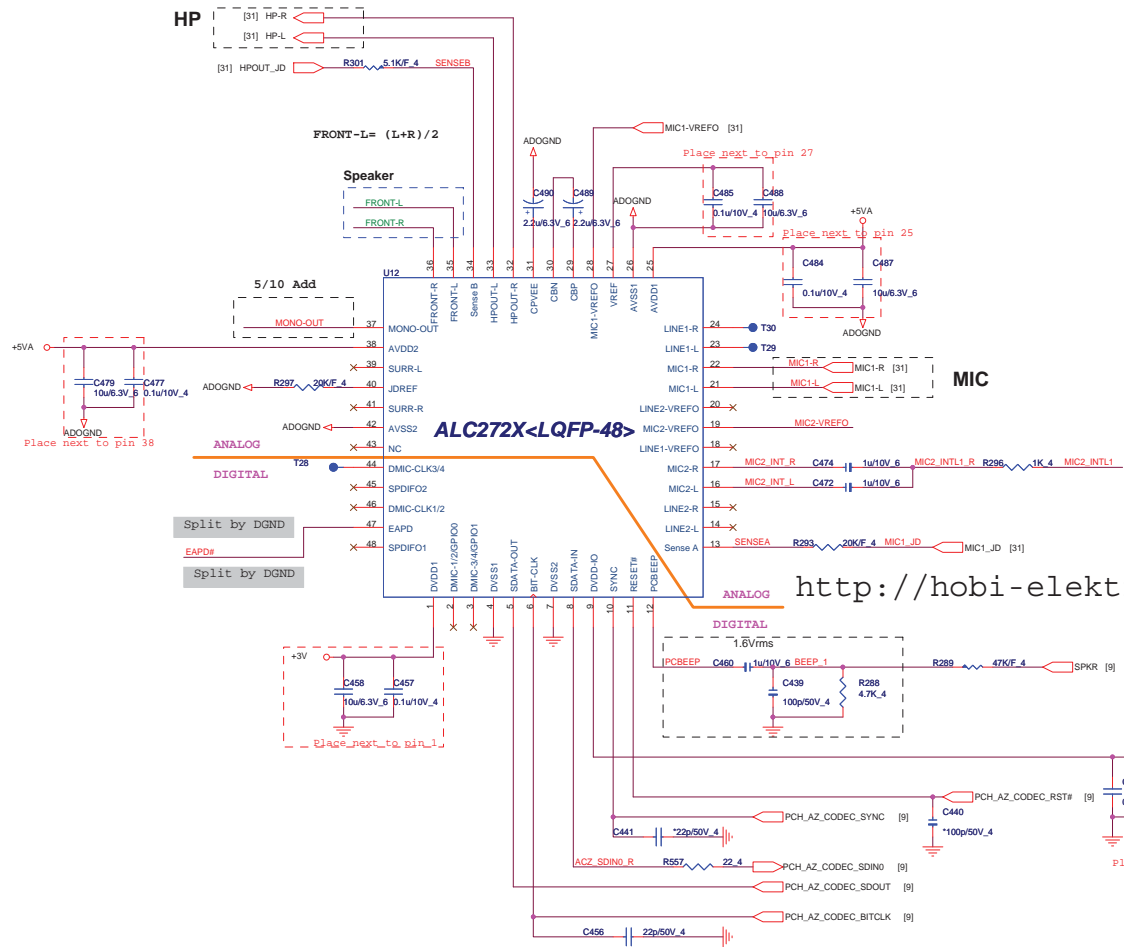 HP
[31] HP-R
[31] HP-L
[31] HPOUT_JD
R301
5.1K/F_4
SENSEB
FRONT-L= (L+R)/2
Speaker
FRONT-L
FRONT-R
ADOGND
C490
2.2u/6.3V_6
C489
2.2u/6.3V_6
MIC1-VREFO [31]
Place next to pin 27
C485
0.1u/10V_4
C488
10u/6.3V_6
ADOGND
+5VA
Place next to pin 25
C484
0.1u/10V_4
C487
10u/6.3V_6
ADOGND
U12
36 35 34 33 32 31 30 29 28 27 26 25
FRONT-R
FRONT-L
Sense B
HPOUT-L
HPOUT-R
CPVEE
CBN
CBP
MIC1-VREFO
VREF
AVSS1
AVDD1
5/10 Add
MONO-OUT
37 MONO-OUT
+5VA
38 AVDD2
39 SURR-L
ADOGND
R297
20K/F_4
40 JDREF
41 SURR-R
ADOGND
42 AVSS2
43 NC
T28
44 DMIC-CLK3/4
45 SPDIFO2
46 DMIC-CLK1/2
47 EAPD
48 SPDIFO1
C479
10u/6.3V_6
C477
0.1u/10V_4
ADOGND
Place next to pin 38
ANALOG
DIGITAL
Split by DGND
EAPD#
Split by DGND
ALC272X<LQFP-48>
LINE1-R 24 T30
LINE1-L 23 T29
MIC1-R 22 MIC1-R MIC1-R [31]
MIC1-L 21 MIC1-L MIC1-L [31]
MIC
LINE2-VREFO 20
MIC2-VREFO 19 MIC2-VREFO
LINE1-VREFO 18
MIC2-R 17 MIC2_INT_R C474 1u/10V_6 MIC2_INTL1_R R296 1K_4 MIC2_INTL1
MIC2-L 16 MIC2_INT_L C472 1u/10V_6
LINE2-R 15
LINE2-L 14
Sense A 13 SENSEA R293 20K/F_4 MIC1_JD MIC1_JD [31]
http://hobi-elekt
ANALOG
DIGITAL
DVDD1
DMIC-1/2/GPIO0
DMIC-3/4/GPIO1
DVSS1
SDATA-OUT
BIT-CLK
DVSS2
SDATA-IN
DVDD-IO
SYNC
RESET#
PCBEEP
1 2 3 4 5 6 7 8 9 10 11 12
+3V
C458
10u/6.3V_6
C457
0.1u/10V_4
Place next to pin 1
1.6Vrms
PCBEEP
C460
1u/10V_6
BEEP_1
C439
100p/50V_4
R288
4.7K_4
R289
47K/F_4
SPKR [9]
PCH_AZ_CODEC_RST# [9]
C440
*100p/50V_4
PCH_AZ_CODEC_SYNC [9]
C441
*22p/50V_4
ACZ_SDIN0_R
R557
22_4
PCH_AZ_CODEC_SDIN0 [9]
PCH_AZ_CODEC_SDOUT [9]
PCH_AZ_CODEC_BITCLK [9]
C456
22p/50V_4